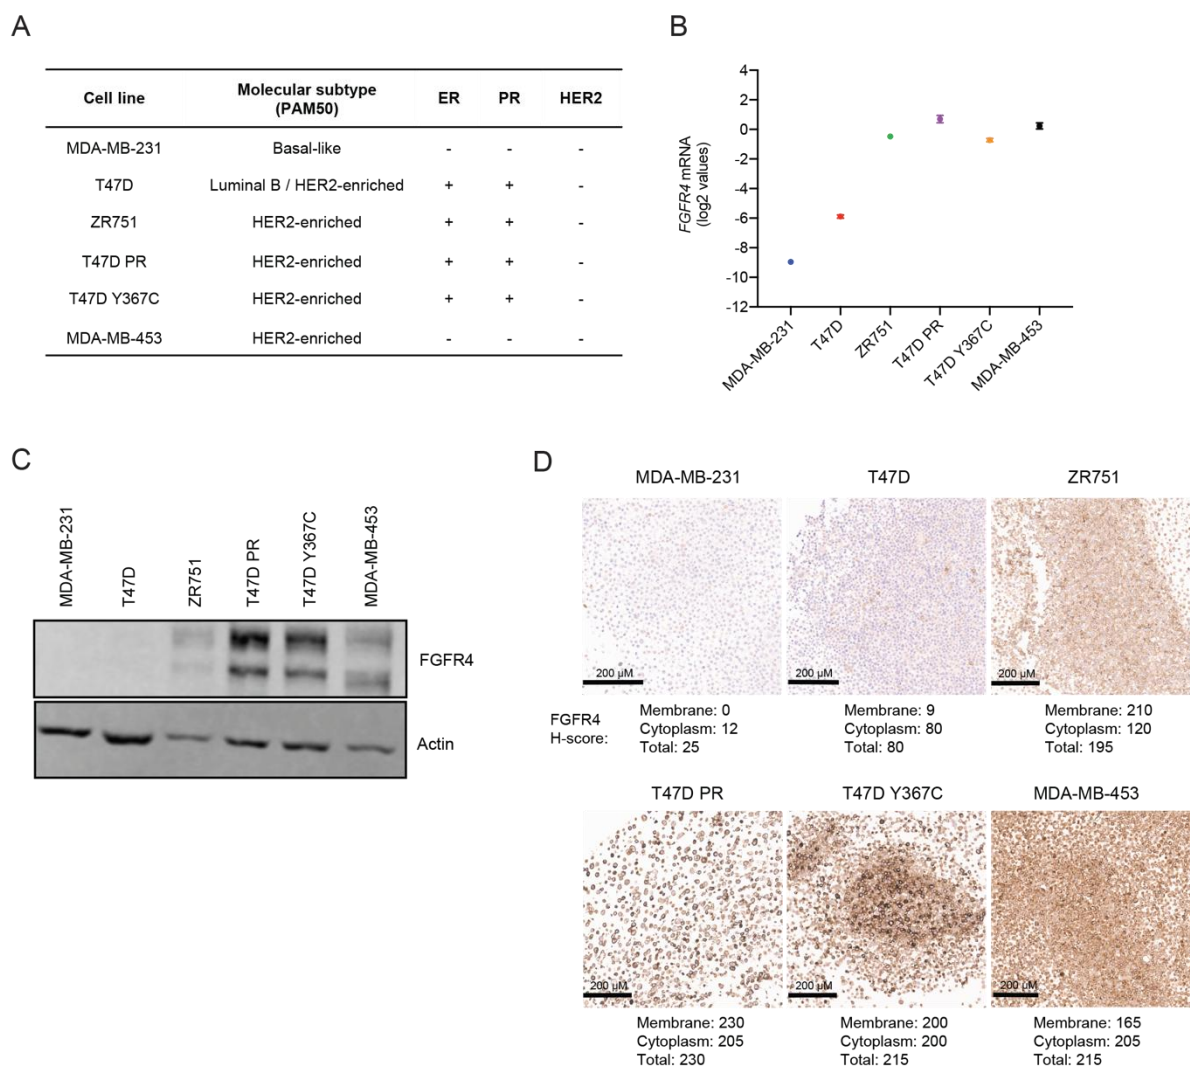 A
Cell line Molecular subtype (PAM50) ER PR HER2
MDA-MB-231 Basal-like - - -
T47D Luminal B / HER2-enriched + + -
ZR751 HER2-enriched + + -
T47D PR HER2-enriched + + -
T47D Y367C HER2-enriched + + -
MDA-MB-453 HER2-enriched - - -
B
FGFR4 mRNA
(log2 values)
4
2
0
-2
-4
-6
-8
-10
-12
MDA-MB-231
T47D
ZR751
T47D PR
T47D Y367C
MDA-MB-453
C
MDA-MB-231
T47D
ZR751
T47D PR
T47D Y367C
MDA-MB-453
FGFR4
Actin
D
MDA-MB-231 T47D ZR751
200 µM 200 µM 200 µM
FGFR4
H-score:
Membrane: 0
Cytoplasm: 12
Total: 25
Membrane: 9
Cytoplasm: 80
Total: 80
Membrane: 210
Cytoplasm: 120
Total: 195
T47D PR T47D Y367C MDA-MB-453
200 µM 200 µM 200 µM
Membrane: 230
Cytoplasm: 205
Total: 230
Membrane: 200
Cytoplasm: 200
Total: 215
Membrane: 165
Cytoplasm: 205
Total: 215